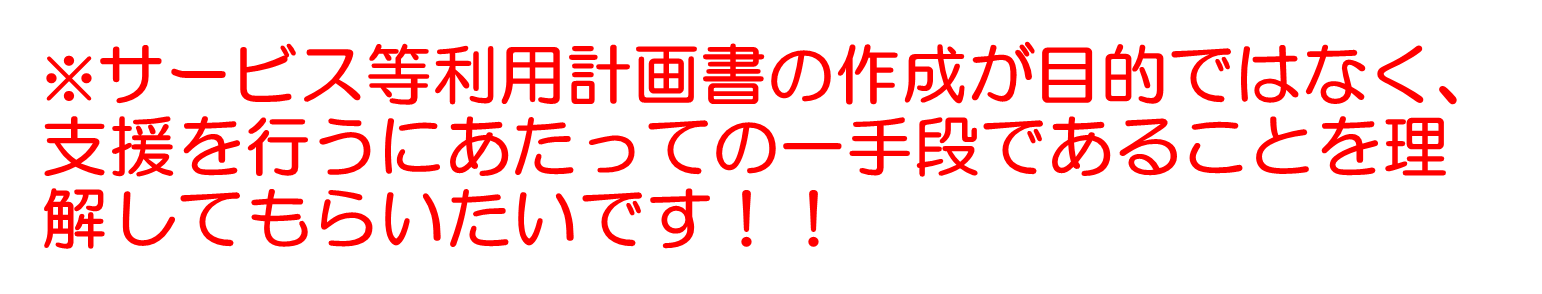 ※サービス等利用計画書の作成が目的ではなく、
支援を行うにあたっての一手段であることを理
解してもらいたいです！！